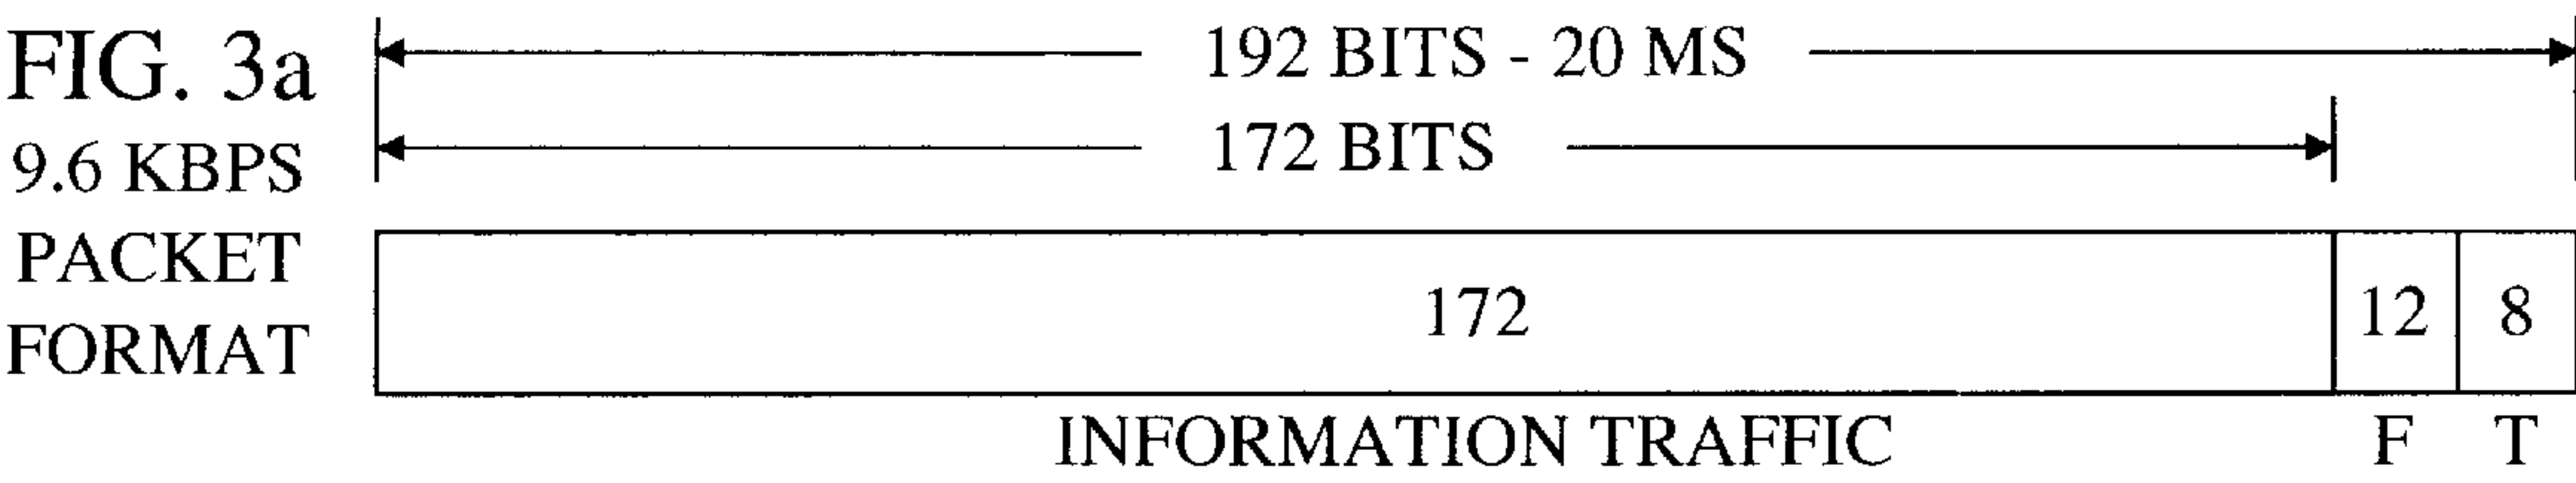 FIG. 3a
9.6 KBPS
PACKET
FORMAT
192 BITS - 20 MS
172 BITS
172 12 8
INFORMATION TRAFFIC F T